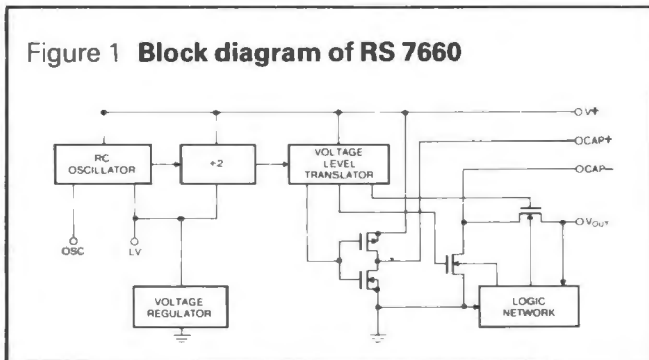 Figure 1 Block diagram of RS 7660
V+
CAP+
CAP-
RC
OSCILLATOR
÷2
VOLTAGE
LEVEL
TRANSLATOR
VOUT
OSC
LV
VOLTAGE
REGULATOR
LOGIC
NETWORK